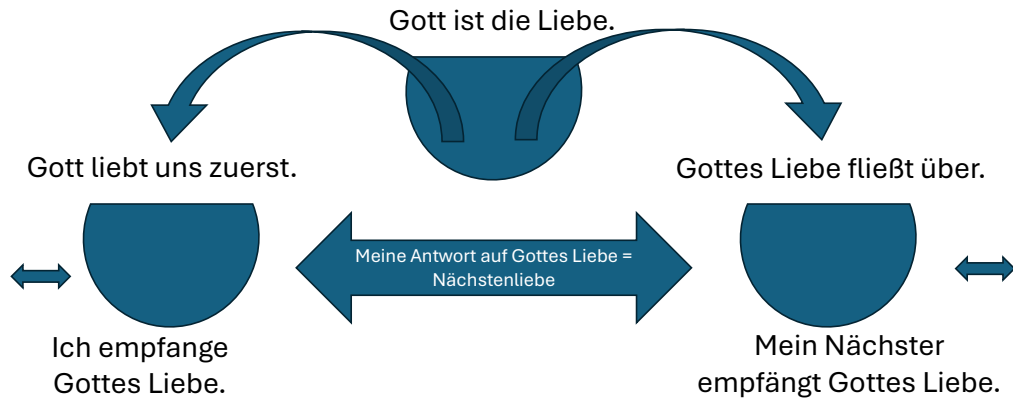 Gott ist die Liebe.
Gott liebt uns zuerst.
Gottes Liebe fließt über.
Meine Antwort auf Gottes Liebe =
Nächstenliebe
Ich empfange
Gottes Liebe.
Mein Nächster
empfängt Gottes Liebe.